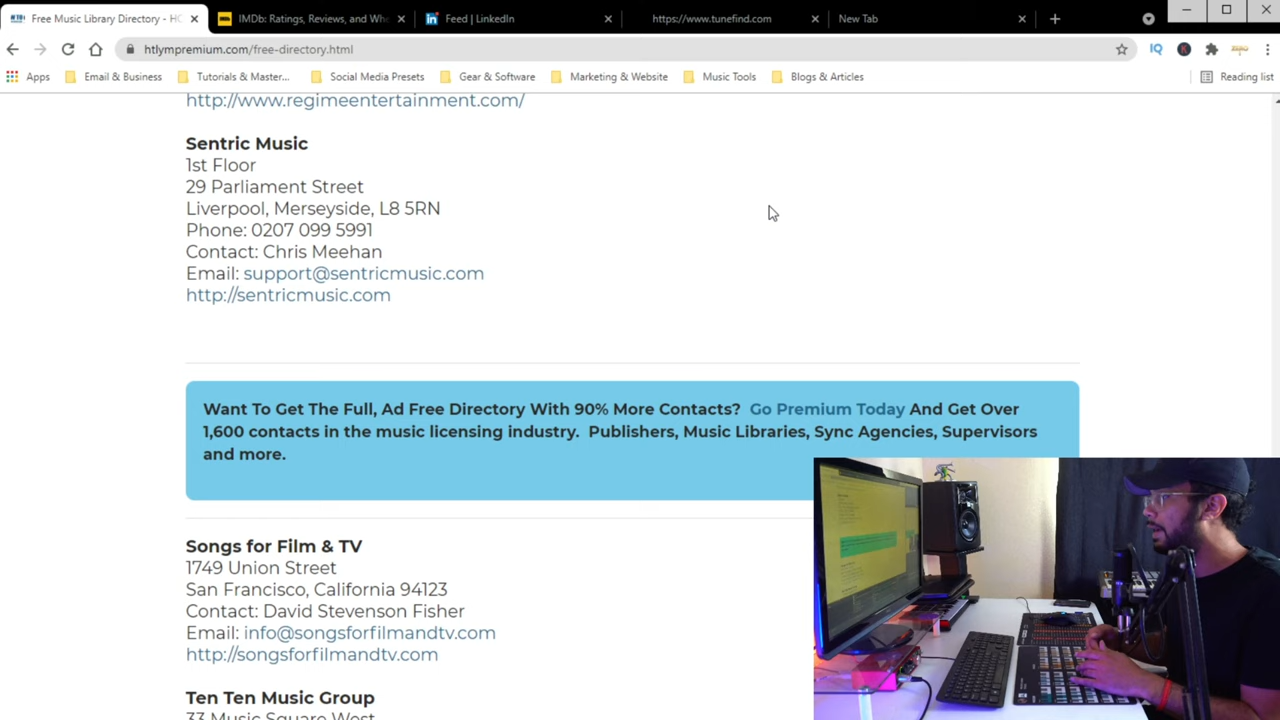 Free Music Library Directory - HO
IMDb: Ratings, Reviews, and Whe
Feed | LinkedIn
https://www.tunefind.com
New Tab
htlympremium.com/free-directory.html
Apps
Email & Business
Tutorials & Master...
Social Media Presets
Gear & Software
Marketing & Website
Music Tools
Blogs & Articles
Reading list
http://www.regimeentertainment.com/
Sentric Music
1st Floor
29 Parliament Street
Liverpool, Merseyside, L8 5RN
Phone: 0207 099 5991
Contact: Chris Meehan
Email: support@sentricmusic.com
http://sentricmusic.com
Want To Get The Full, Ad Free Directory With 90% More Contacts? Go Premium Today And Get Over
1,600 contacts in the music licensing industry. Publishers, Music Libraries, Sync Agencies, Supervisors
and more.
Songs for Film & TV
1749 Union Street
San Francisco, California 94123
Contact: David Stevenson Fisher
Email: info@songsforfilmandtv.com
http://songsforfilmandtv.com
Ten Ten Music Group
33 Music Square West